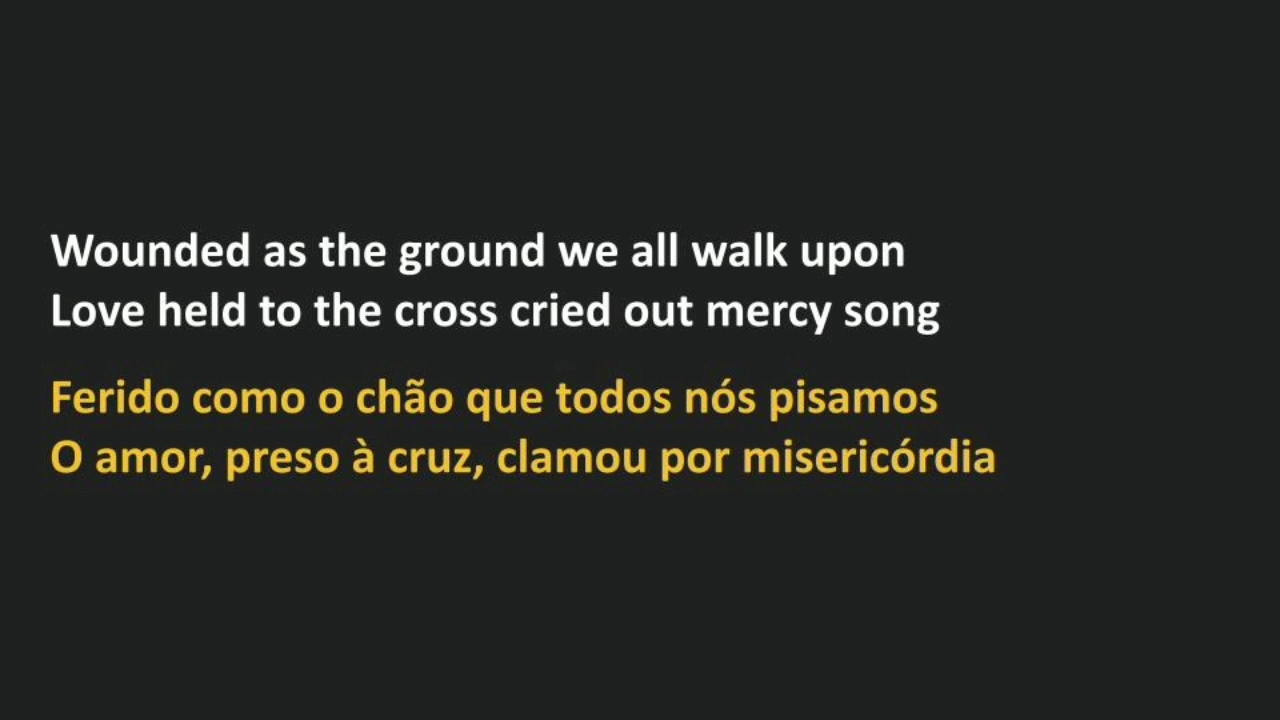 Wounded as the ground we all walk upon
Love held to the cross cried out mercy song
Ferido como o chão que todos nós pisamos
O amor, preso à cruz, clamou por misericórdia